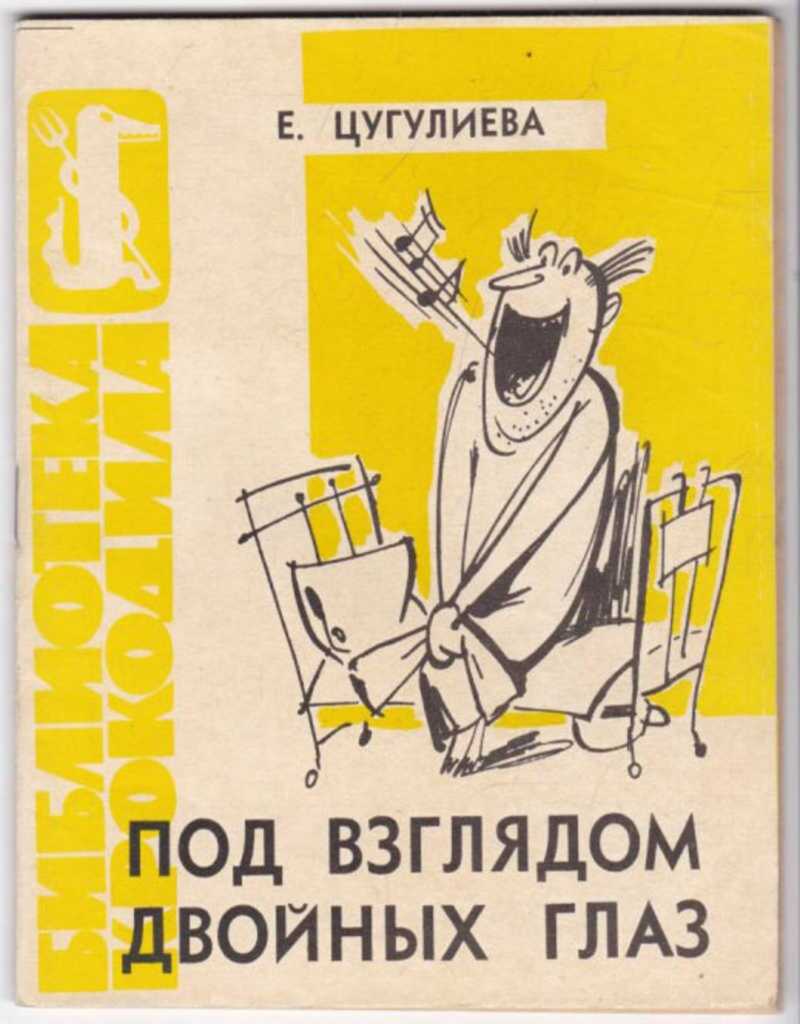 Е. ЦУГУЛИЕВА
БИБЛИОТЕКА
КРОКОДИЛА
ПОД ВЗГЛЯДОМ
ДВОЙНЫХ ГЛАЗ